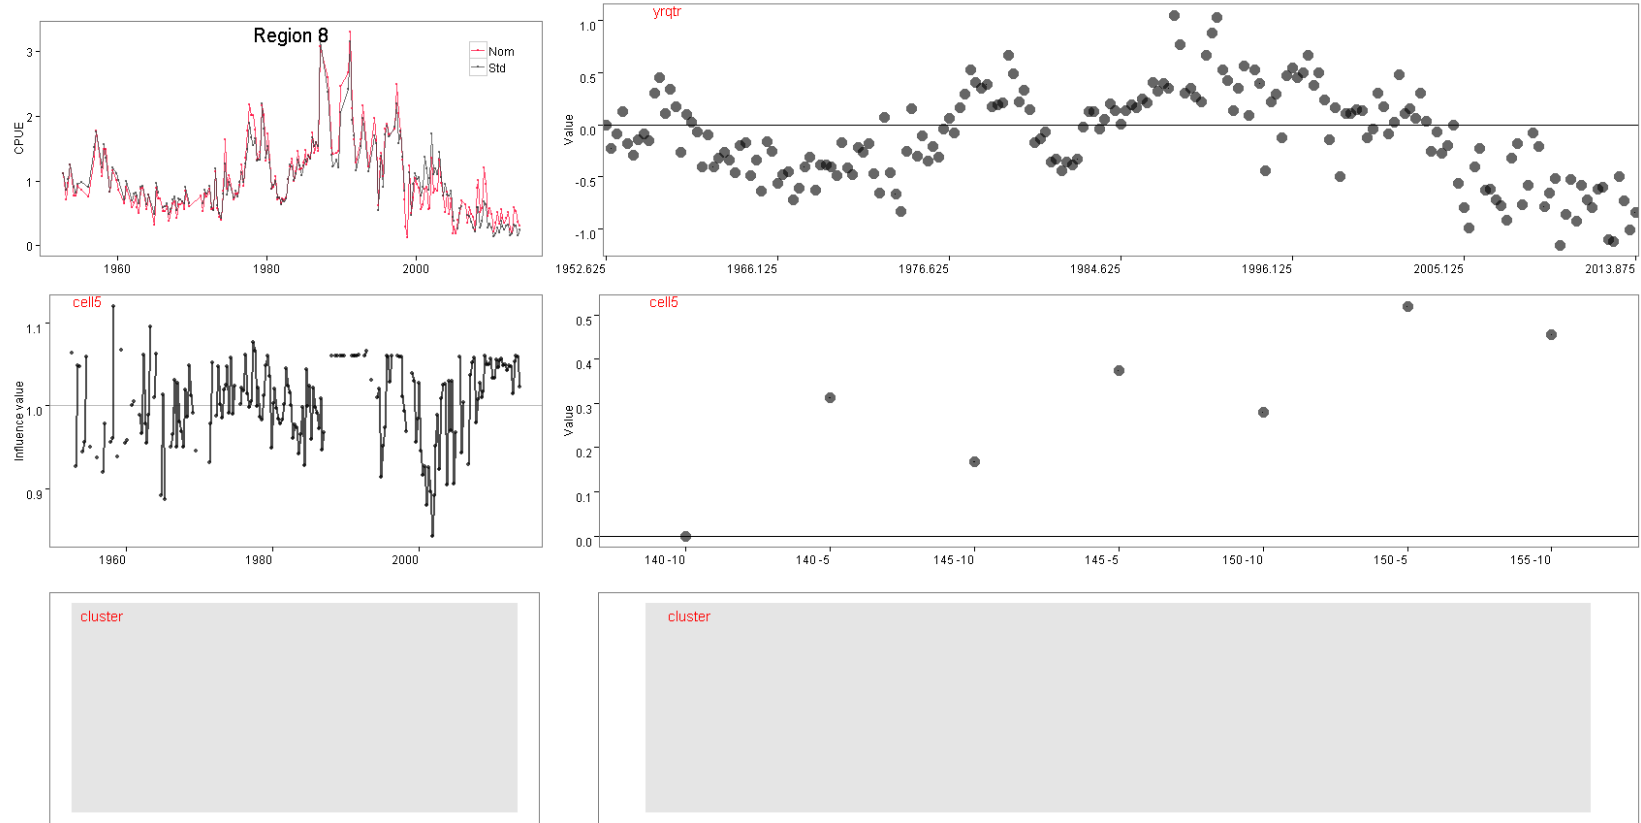 Region 8
Nom
Std
CPUE
3
2
1
0
1960 1980 2000
yrqtr
Value
1.0
0.5
0.0
-0.5
-1.0
1952.625 1966.125 1976.625 1984.625 1996.125 2005.125 2013.875
cell5
Influence value
1.1
1.0
0.9
1960 1980 2000
cell5
Value
0.5
0.4
0.3
0.2
0.1
0.0
140 -10 140 -5 145 -10 145 -5 150 -10 150 -5 155 -10
cluster
cluster